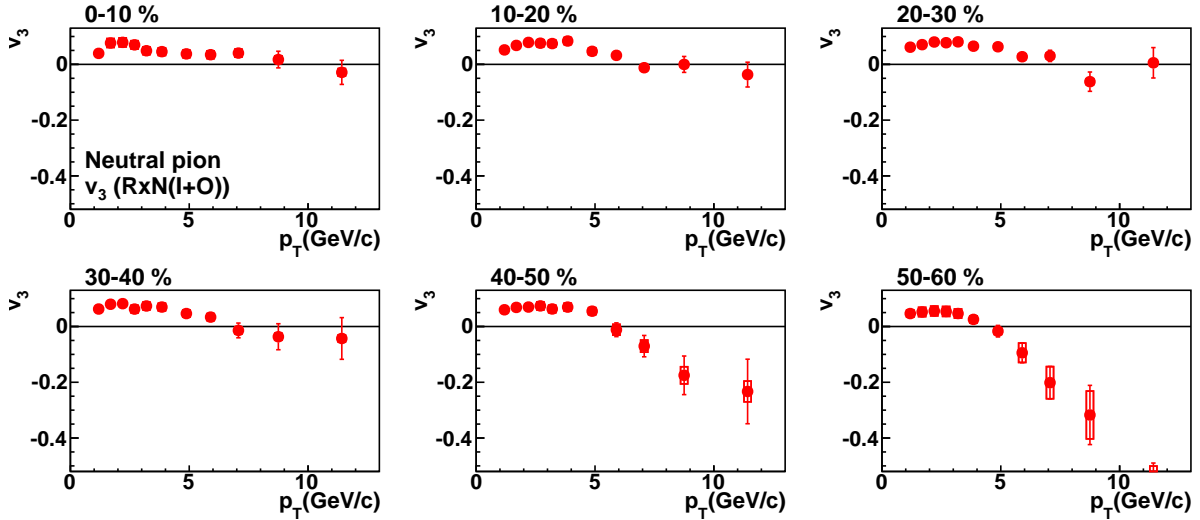 0-10 %
v3
0
-0.2
-0.4
Neutral pion
v3 (RxN(I+O))
0 5 10
pT(GeV/c)
10-20 %
v3
0
-0.2
-0.4
0 5 10
pT(GeV/c)
20-30 %
v3
0
-0.2
-0.4
0 5 10
pT(GeV/c)
30-40 %
v3
0
-0.2
-0.4
0 5 10
pT(GeV/c)
40-50 %
v3
0
-0.2
-0.4
0 5 10
pT(GeV/c)
50-60 %
v3
0
-0.2
-0.4
0 5 10
pT(GeV/c)